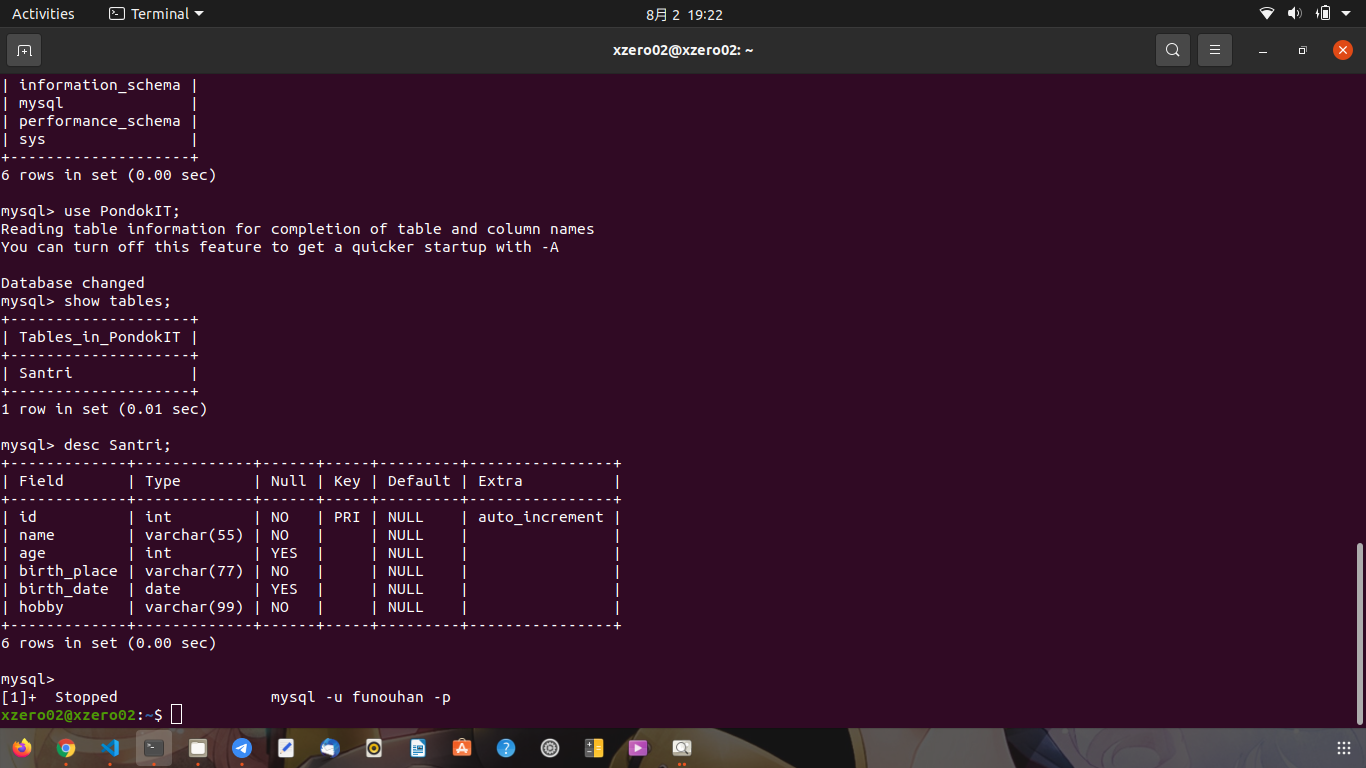 Activities Terminal 8月 2 19:22
xzero02@xzero02: ~
| information_schema |
| mysql              |
| performance_schema |
| sys                |
+--------------------+
6 rows in set (0.00 sec)
mysql> use PondokIT;
Reading table information for completion of table and column names
You can turn off this feature to get a quicker startup with -A
Database changed
mysql> show tables;
+--------------------+
| Tables_in_PondokIT |
+--------------------+
| Santri             |
+--------------------+
1 row in set (0.01 sec)
mysql> desc Santri;
+-------------+-------------+------+-----+---------+----------------+
| Field       | Type        | Null | Key | Default | Extra          |
+-------------+-------------+------+-----+---------+----------------+
| id          | int         | NO   | PRI | NULL    | auto_increment |
| name        | varchar(55) | NO   |     | NULL    |                |
| age         | int         | YES  |     | NULL    |                |
| birth_place | varchar(77) | NO   |     | NULL    |                |
| birth_date  | date        | YES  |     | NULL    |                |
| hobby       | varchar(99) | NO   |     | NULL    |                |
+-------------+-------------+------+-----+---------+----------------+
6 rows in set (0.00 sec)
mysql>
[1]+  Stopped                 mysql -u funouhan -p
xzero02@xzero02:~$